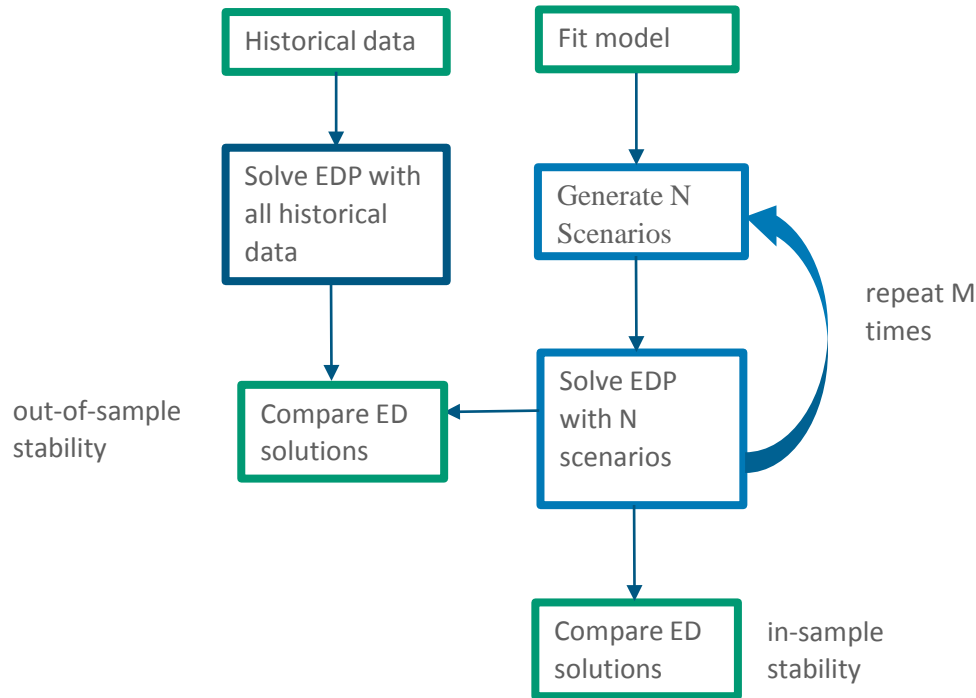 Historical data
Fit model
Solve EDP with
all historical
data
Generate N
Scenarios
repeat M
times
out-of-sample
stability
Compare ED
solutions
Solve EDP
with N
scenarios
Compare ED
solutions
in-sample
stability